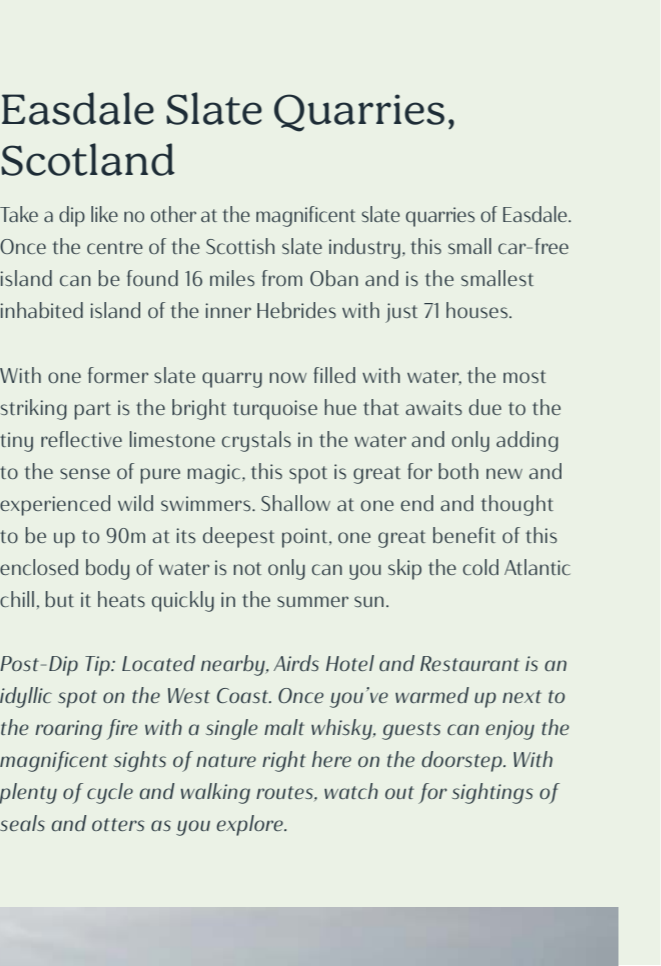 Easdale Slate Quarries,
Scotland
Take a dip like no other at the magnificent slate quarries of Easdale.
Once the centre of the Scottish slate industry, this small car-free
island can be found 16 miles from Oban and is the smallest
inhabited island of the inner Hebrides with just 71 houses.
With one former slate quarry now filled with water, the most
striking part is the bright turquoise hue that awaits due to the
tiny reflective limestone crystals in the water and only adding
to the sense of pure magic, this spot is great for both new and
experienced wild swimmers. Shallow at one end and thought
to be up to 90m at its deepest point, one great benefit of this
enclosed body of water is not only can you skip the cold Atlantic
chill, but it heats quickly in the summer sun.
Post-Dip Tip: Located nearby, Airds Hotel and Restaurant is an
idyllic spot on the West Coast. Once you’ve warmed up next to
the roaring fire with a single malt whisky, guests can enjoy the
magnificent sights of nature right here on the doorstep. With
plenty of cycle and walking routes, watch out for sightings of
seals and otters as you explore.